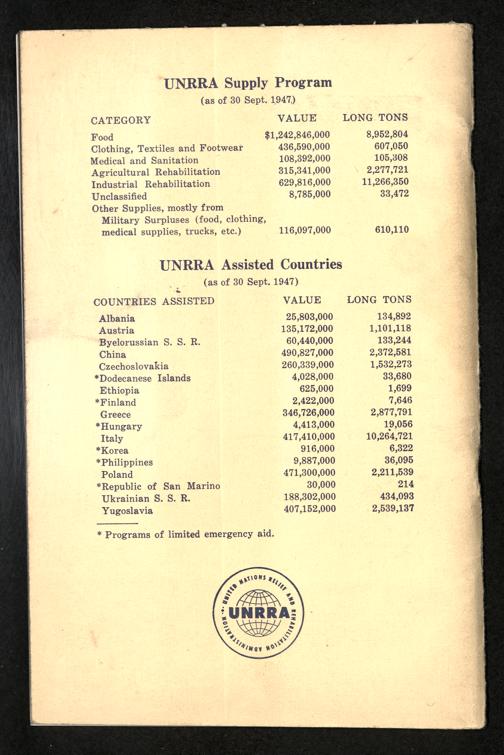 UNRRA Supply Program
(as of 30 Sept. 1947.)
CATEGORY VALUE LONG TONS
Food $1,242,846,000 8,952,804
Clothing, Textiles and Footwear 436,590,000 607,050
Medical and Sanitation 108,392,000 105,308
Agricultural Rehabilitation 315,341,000 2,277,721
Industrial Rehabilitation 629,816,000 11,266,350
Unclassified 8,785,000 33,472
Other Supplies, mostly from
Military Surpluses (food, clothing,
medical supplies, trucks, etc.) 116,097,000 610,110
UNRRA Assisted Countries
(as of 30 Sept. 1947)
COUNTRIES ASSISTED VALUE LONG TONS
Albania 25,803,000 134,892
Austria 135,172,000 1,101,118
Byelorussian S. S. R. 60,440,000 133,244
China 490,827,000 2,372,581
Czechoslovakia 260,339,000 1,532,273
*Dodecanese Islands 4,028,000 33,680
Ethiopia 625,000 1,699
*Finland 2,422,000 7,646
Greece 346,726,000 2,877,791
*Hungary 4,413,000 19,056
Italy 417,410,000 10,264,721
*Korea 916,000 6,322
*Philippines 9,887,000 36,095
Poland 471,300,000 2,211,539
*Republic of San Marino 30,000 214
Ukrainian S. S. R. 188,302,000 434,093
Yugoslavia 407,152,000 2,539,137
* Programs of limited emergency aid.
UNITED NATIONS RELIEF AND REHABILITATION ADMINISTRATION
UNRRA